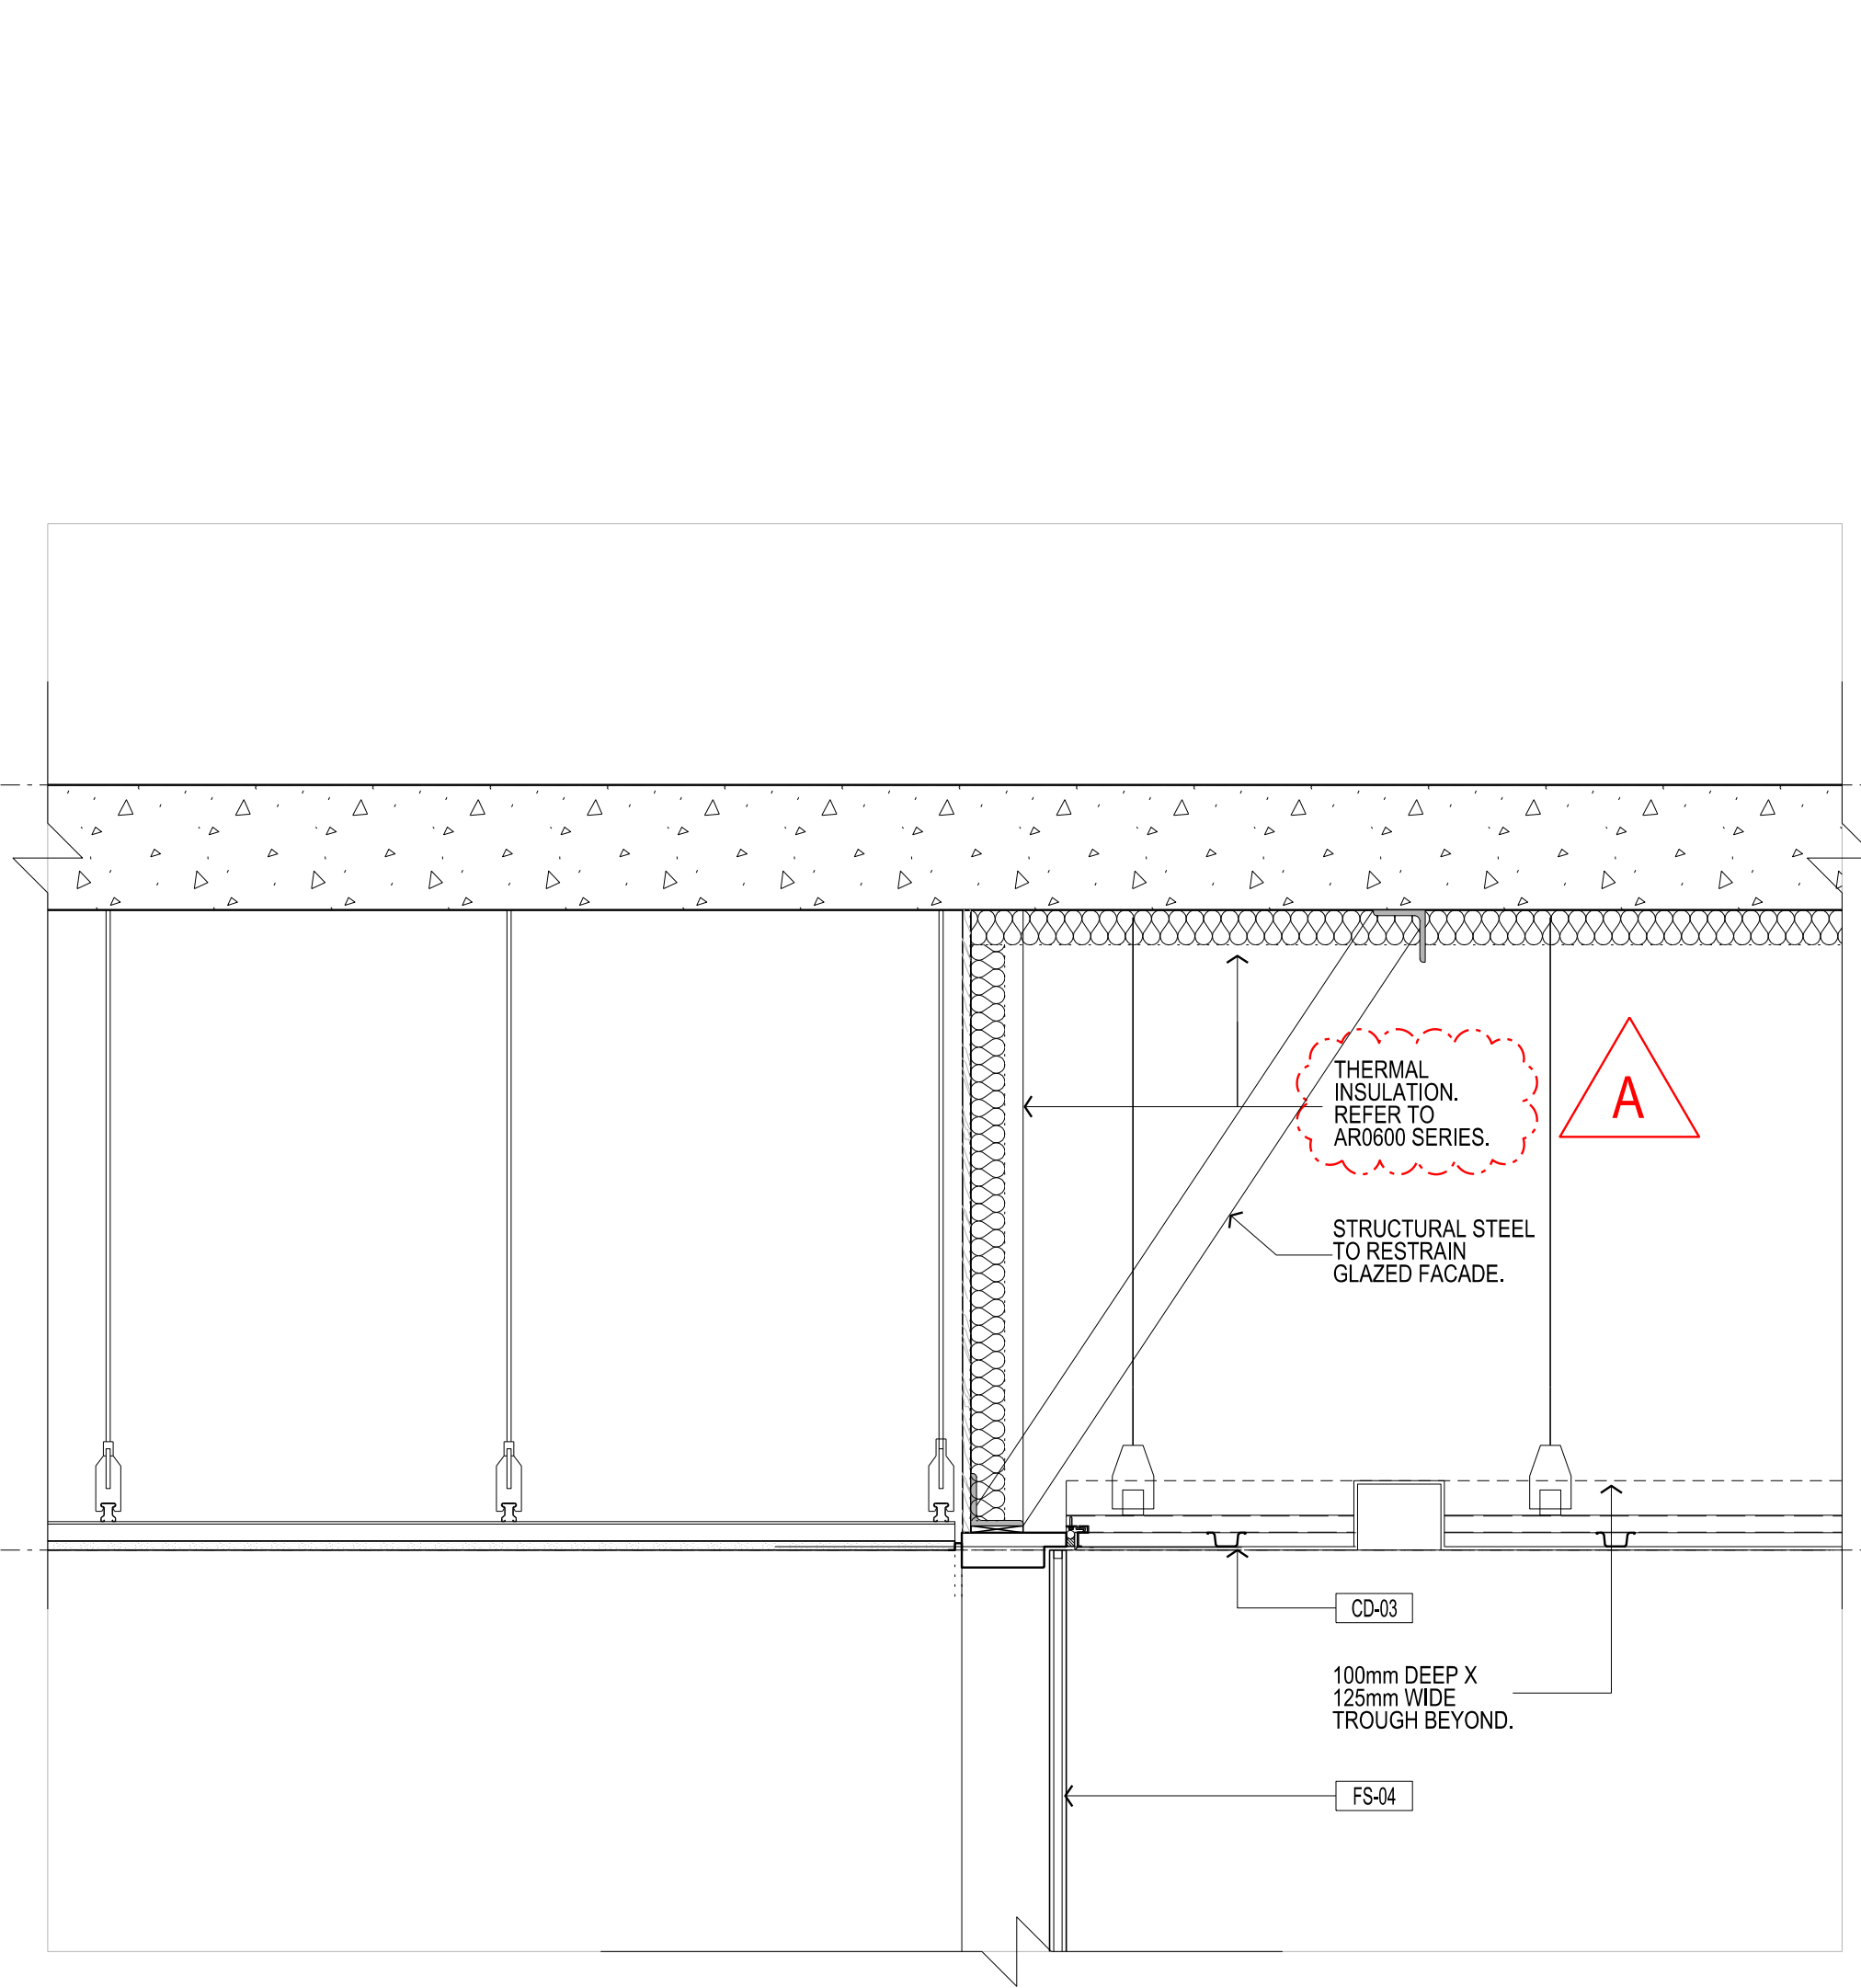 THERMAL
INSULATION.
REFER TO
AR0600 SERIES.
A
STRUCTURAL STEEL
TO RESTRAIN
GLAZED FACADE.
CD-03
100mm DEEP X
125mm WIDE
TROUGH BEYOND.
FS-04